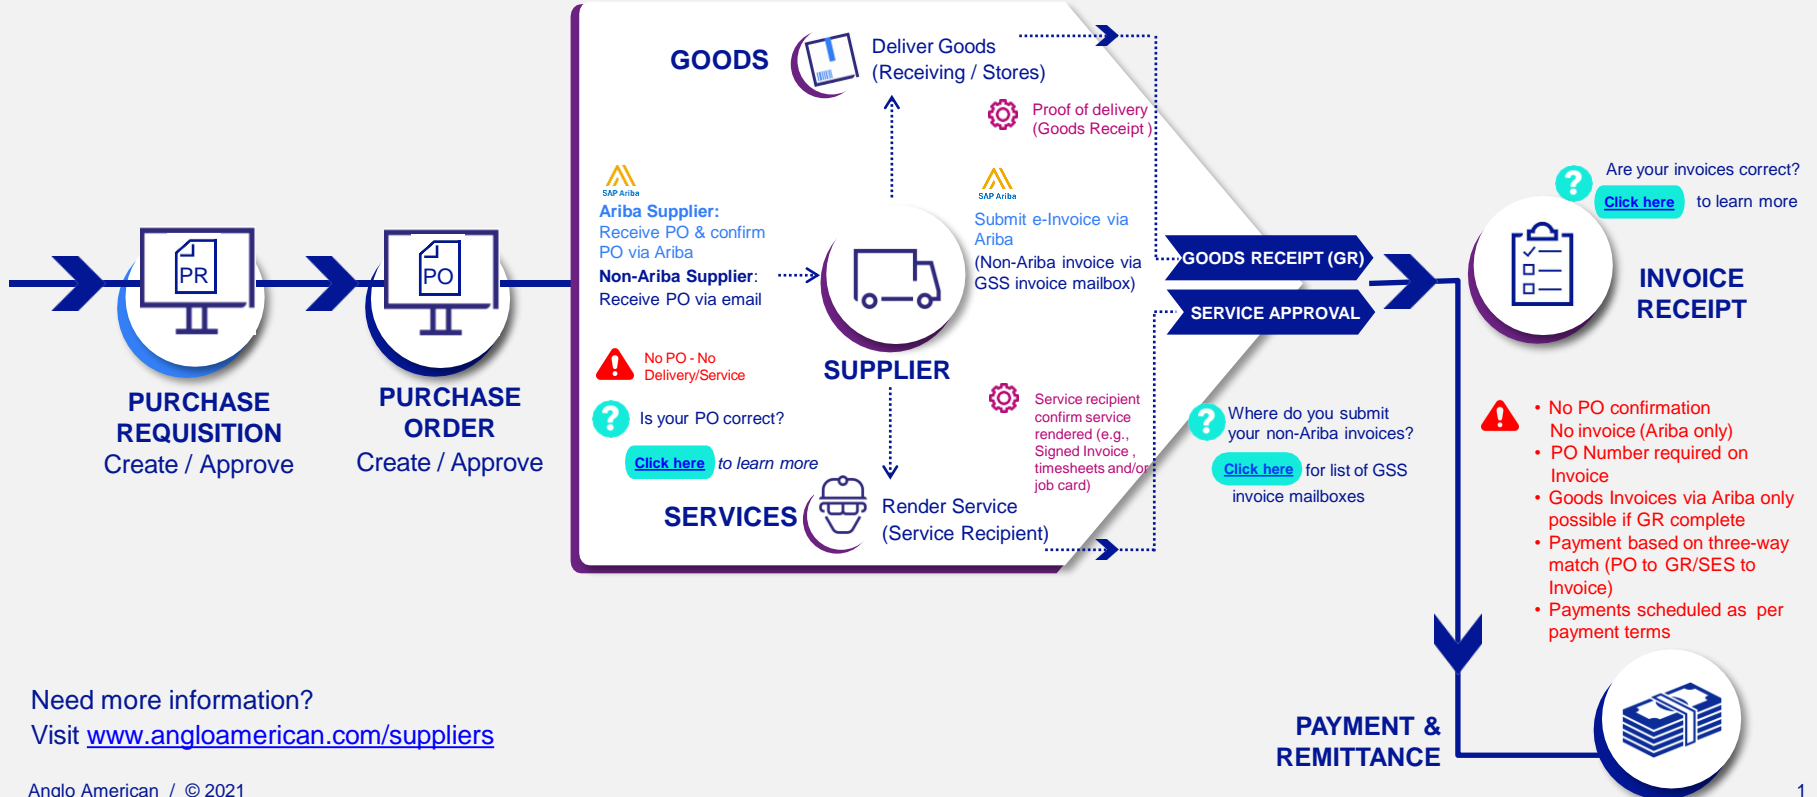 PR
PURCHASE
REQUISITION
Create / Approve
PO
PURCHASE
ORDER
Create / Approve
GOODS
Deliver Goods
(Receiving / Stores)
Proof of delivery
(Goods Receipt )
SAP Ariba
Ariba Supplier:
Receive PO & confirm
PO via Ariba
Non-Ariba Supplier:
Receive PO via email
No PO - No
Delivery/Service
Is your PO correct?
Click here to learn more
SUPPLIER
SAP Ariba
Submit e-Invoice via
Ariba
(Non-Ariba invoice via
GSS invoice mailbox)
Service recipient
confirm service
rendered (e.g.,
Signed Invoice ,
timesheets and/or
job card)
SERVICES
Render Service
(Service Recipient)
GOODS RECEIPT (GR)
SERVICE APPROVAL
Where do you submit
your non-Ariba invoices?
Click here for list of GSS
invoice mailboxes
Are your invoices correct?
Click here to learn more
INVOICE
RECEIPT
• No PO confirmation
No invoice (Ariba only)
• PO Number required on
Invoice
• Goods Invoices via Ariba only
possible if GR complete
• Payment based on three-way
match (PO to GR/SES to
Invoice)
• Payments scheduled as per
payment terms
PAYMENT &
REMITTANCE
Need more information?
Visit www.angloamerican.com/suppliers
Anglo American / © 2021
1